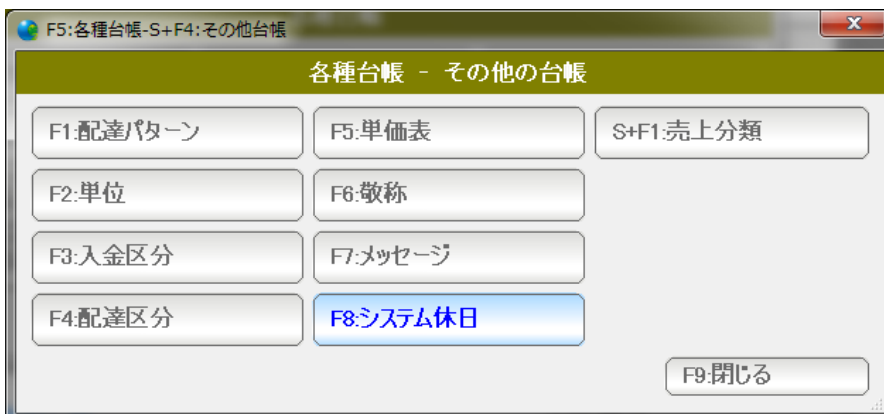 F5:各種台帳-S+F4:その他台帳
各種台帳 - その他の台帳
F1:配達パターン
F2:単位
F3:入金区分
F4:配達区分
F5:単価表
F6:敬称
F7:メッセージ
F8:システム休日
S+F1:売上分類
F9:閉じる